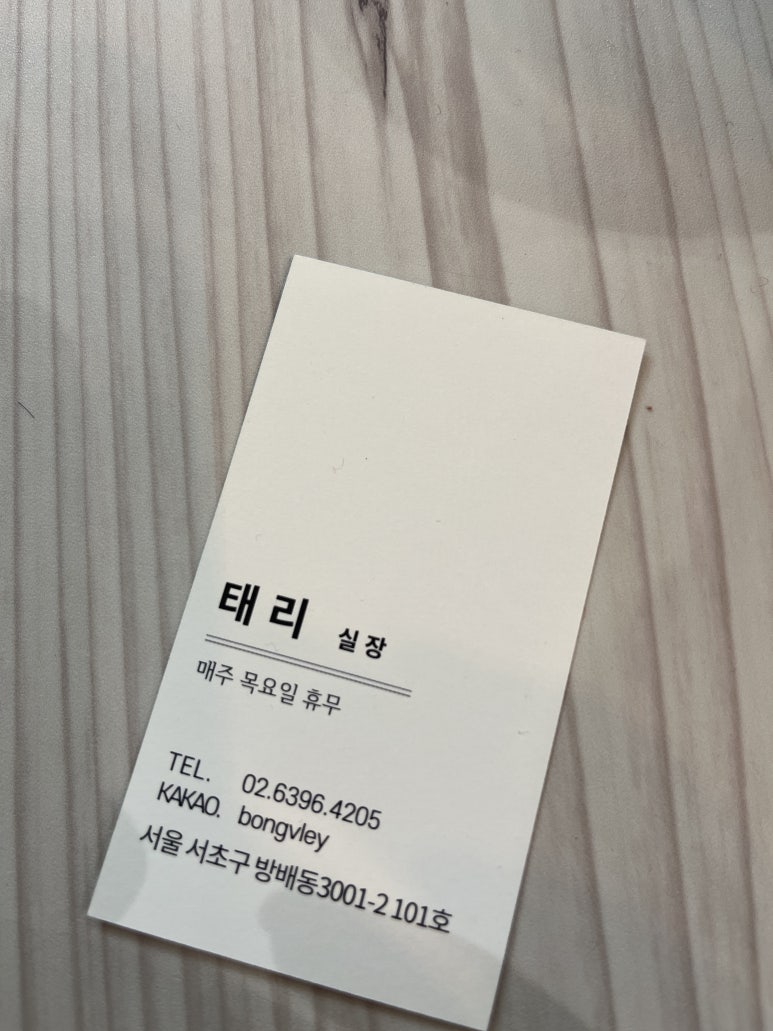 태리 실장
매주 목요일 휴무
TEL. 02.6396.4205
KAKAO. bongvley
서울 서초구 방배동3001-2 101호